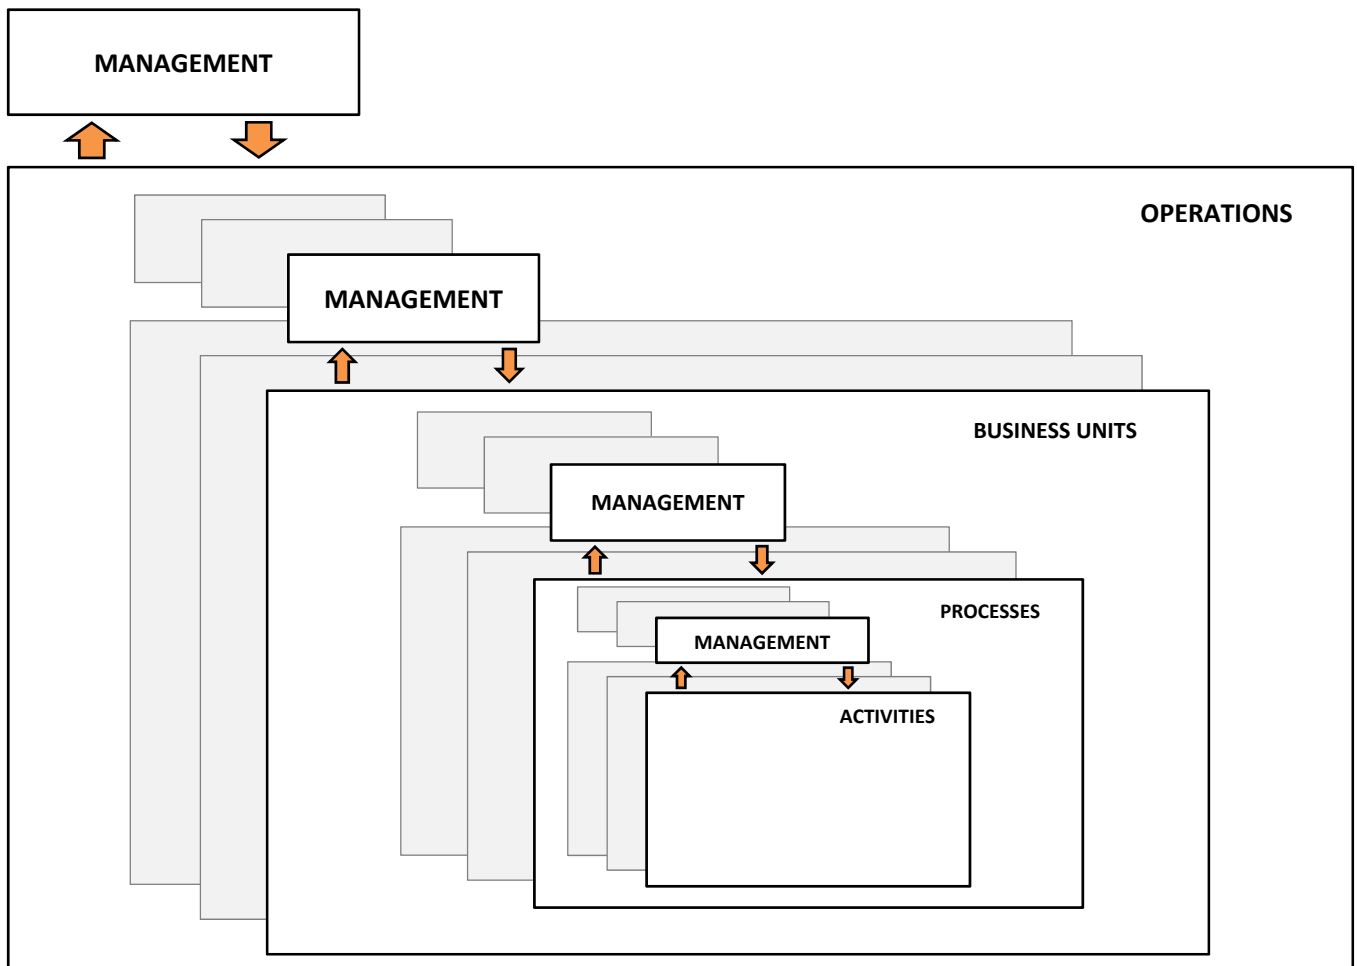 MANAGEMENT
OPERATIONS
MANAGEMENT
BUSINESS UNITS
MANAGEMENT
PROCESSES
MANAGEMENT
ACTIVITIES